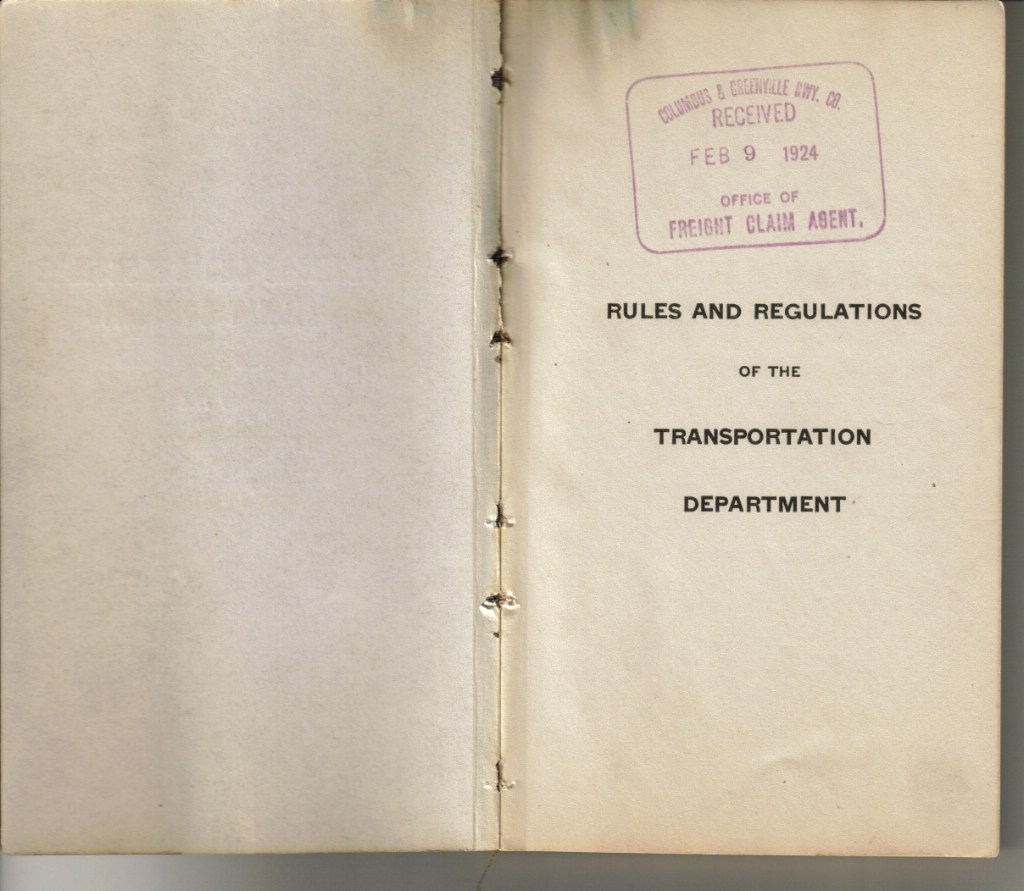 COLUMBUS & GREENVILLE RWY. CO.
RECEIVED
FEB 9 1924
OFFICE OF
FREIGHT CLAIM AGENT.
RULES AND REGULATIONS
OF THE
TRANSPORTATION
DEPARTMENT